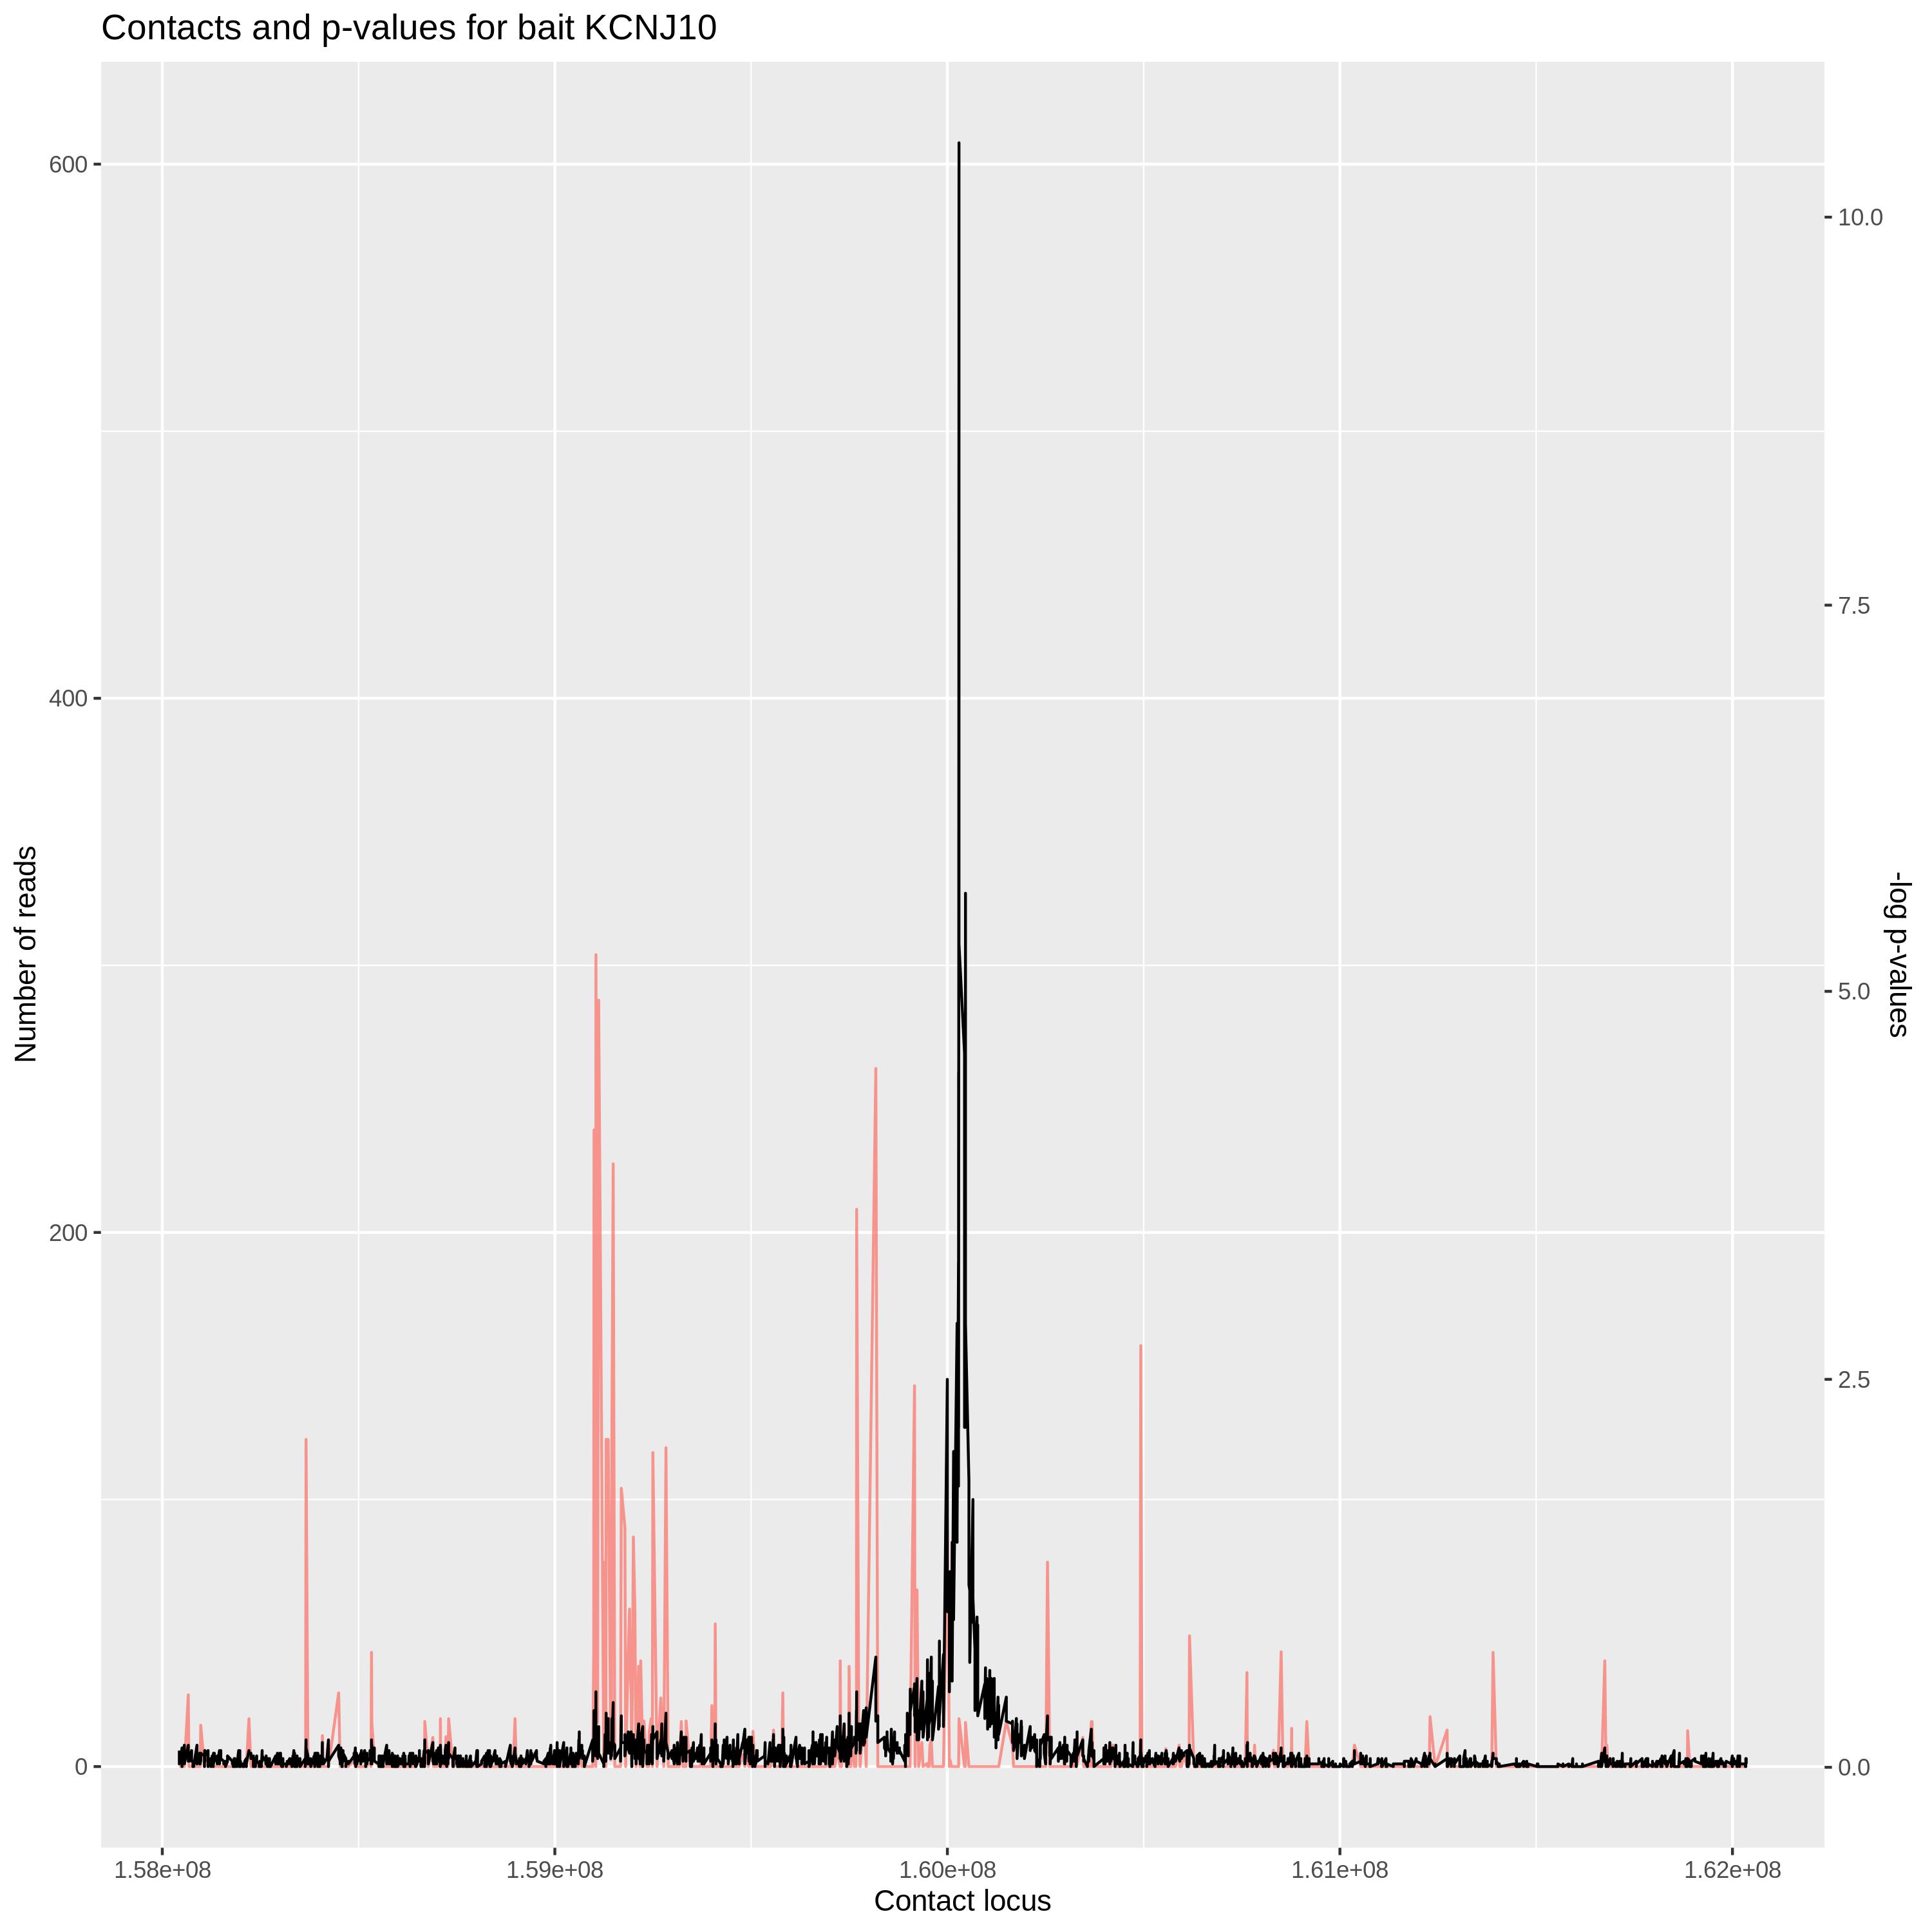 Contacts and p-values for bait KCNJ10
600
400
200
0
Number of reads
10.0
7.5
5.0
2.5
0.0
-log p-values
1.58e+08
1.59e+08
1.60e+08
1.61e+08
1.62e+08
Contact locus